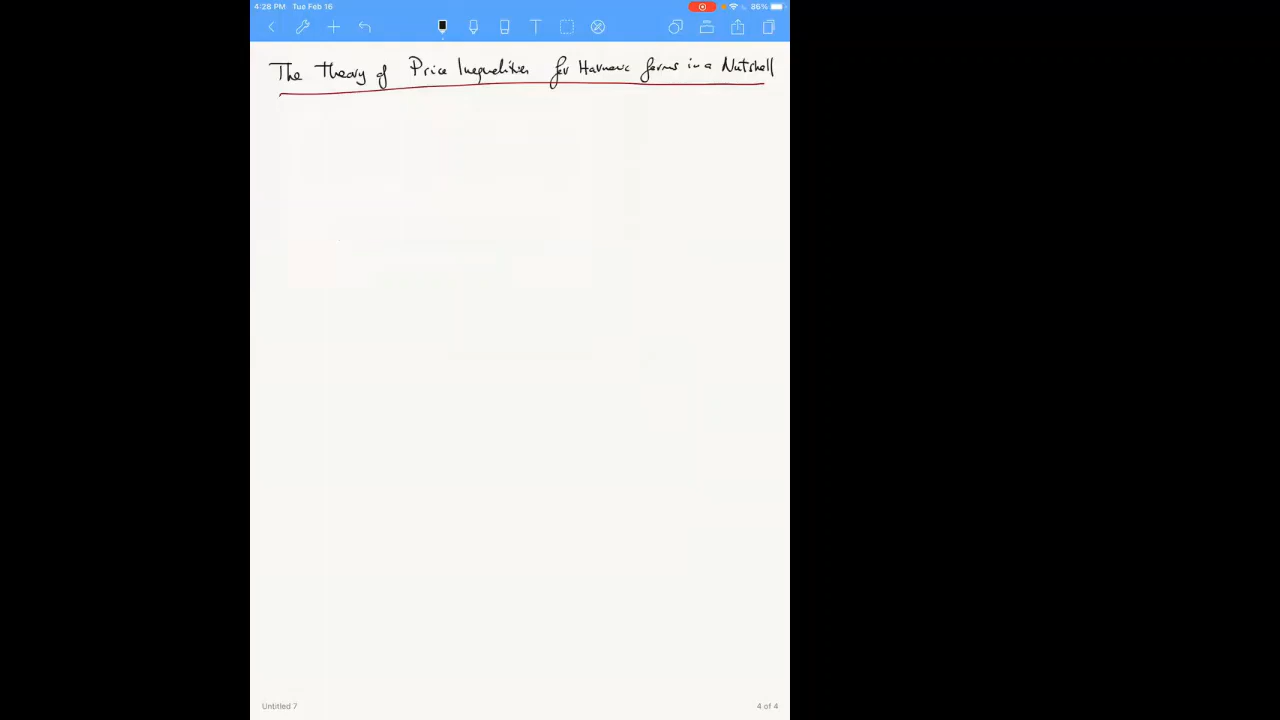 4:28 PM Tue Feb 16
86%
The Theory of Price Inequalities for Harmonic forms in a Nutshell
Untitled 7
4 of 4